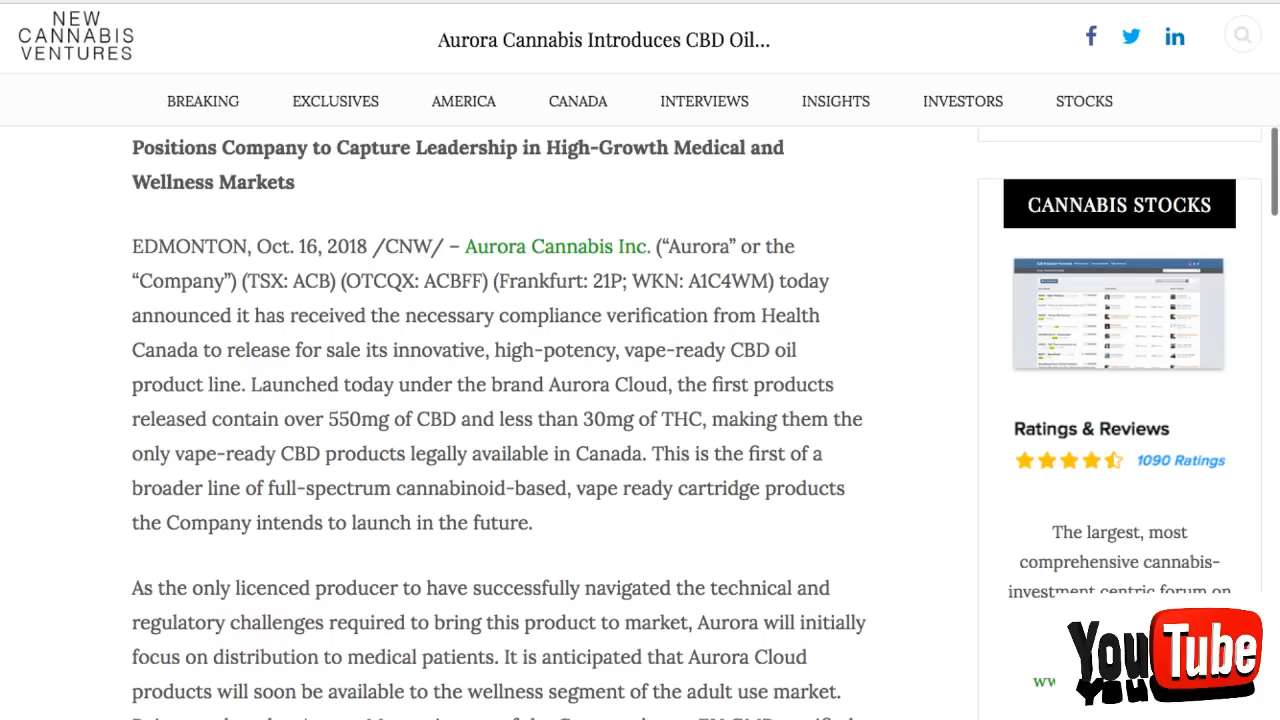 NEW
CANNABIS
VENTURES
Aurora Cannabis Introduces CBD Oil...
BREAKING EXCLUSIVES AMERICA CANADA INTERVIEWS INSIGHTS INVESTORS STOCKS
Positions Company to Capture Leadership in High-Growth Medical and
Wellness Markets
EDMONTON, Oct. 16, 2018 /CNW/ – Aurora Cannabis Inc. (“Aurora” or the
“Company”) (TSX: ACB) (OTCQX: ACBFF) (Frankfurt: 21P; WKN: A1C4WM) today
announced it has received the necessary compliance verification from Health
Canada to release for sale its innovative, high-potency, vape-ready CBD oil
product line. Launched today under the brand Aurora Cloud, the first products
released contain over 550mg of CBD and less than 30mg of THC, making them the
only vape-ready CBD products legally available in Canada. This is the first of a
broader line of full-spectrum cannabinoid-based, vape ready cartridge products
the Company intends to launch in the future.
As the only licenced producer to have successfully navigated the technical and
regulatory challenges required to bring this product to market, Aurora will initially
focus on distribution to medical patients. It is anticipated that Aurora Cloud
products will soon be available to the wellness segment of the adult use market.
CANNABIS STOCKS
Ratings & Reviews
1090 Ratings
The largest, most
comprehensive cannabis-
investment centric forum on
YouTube